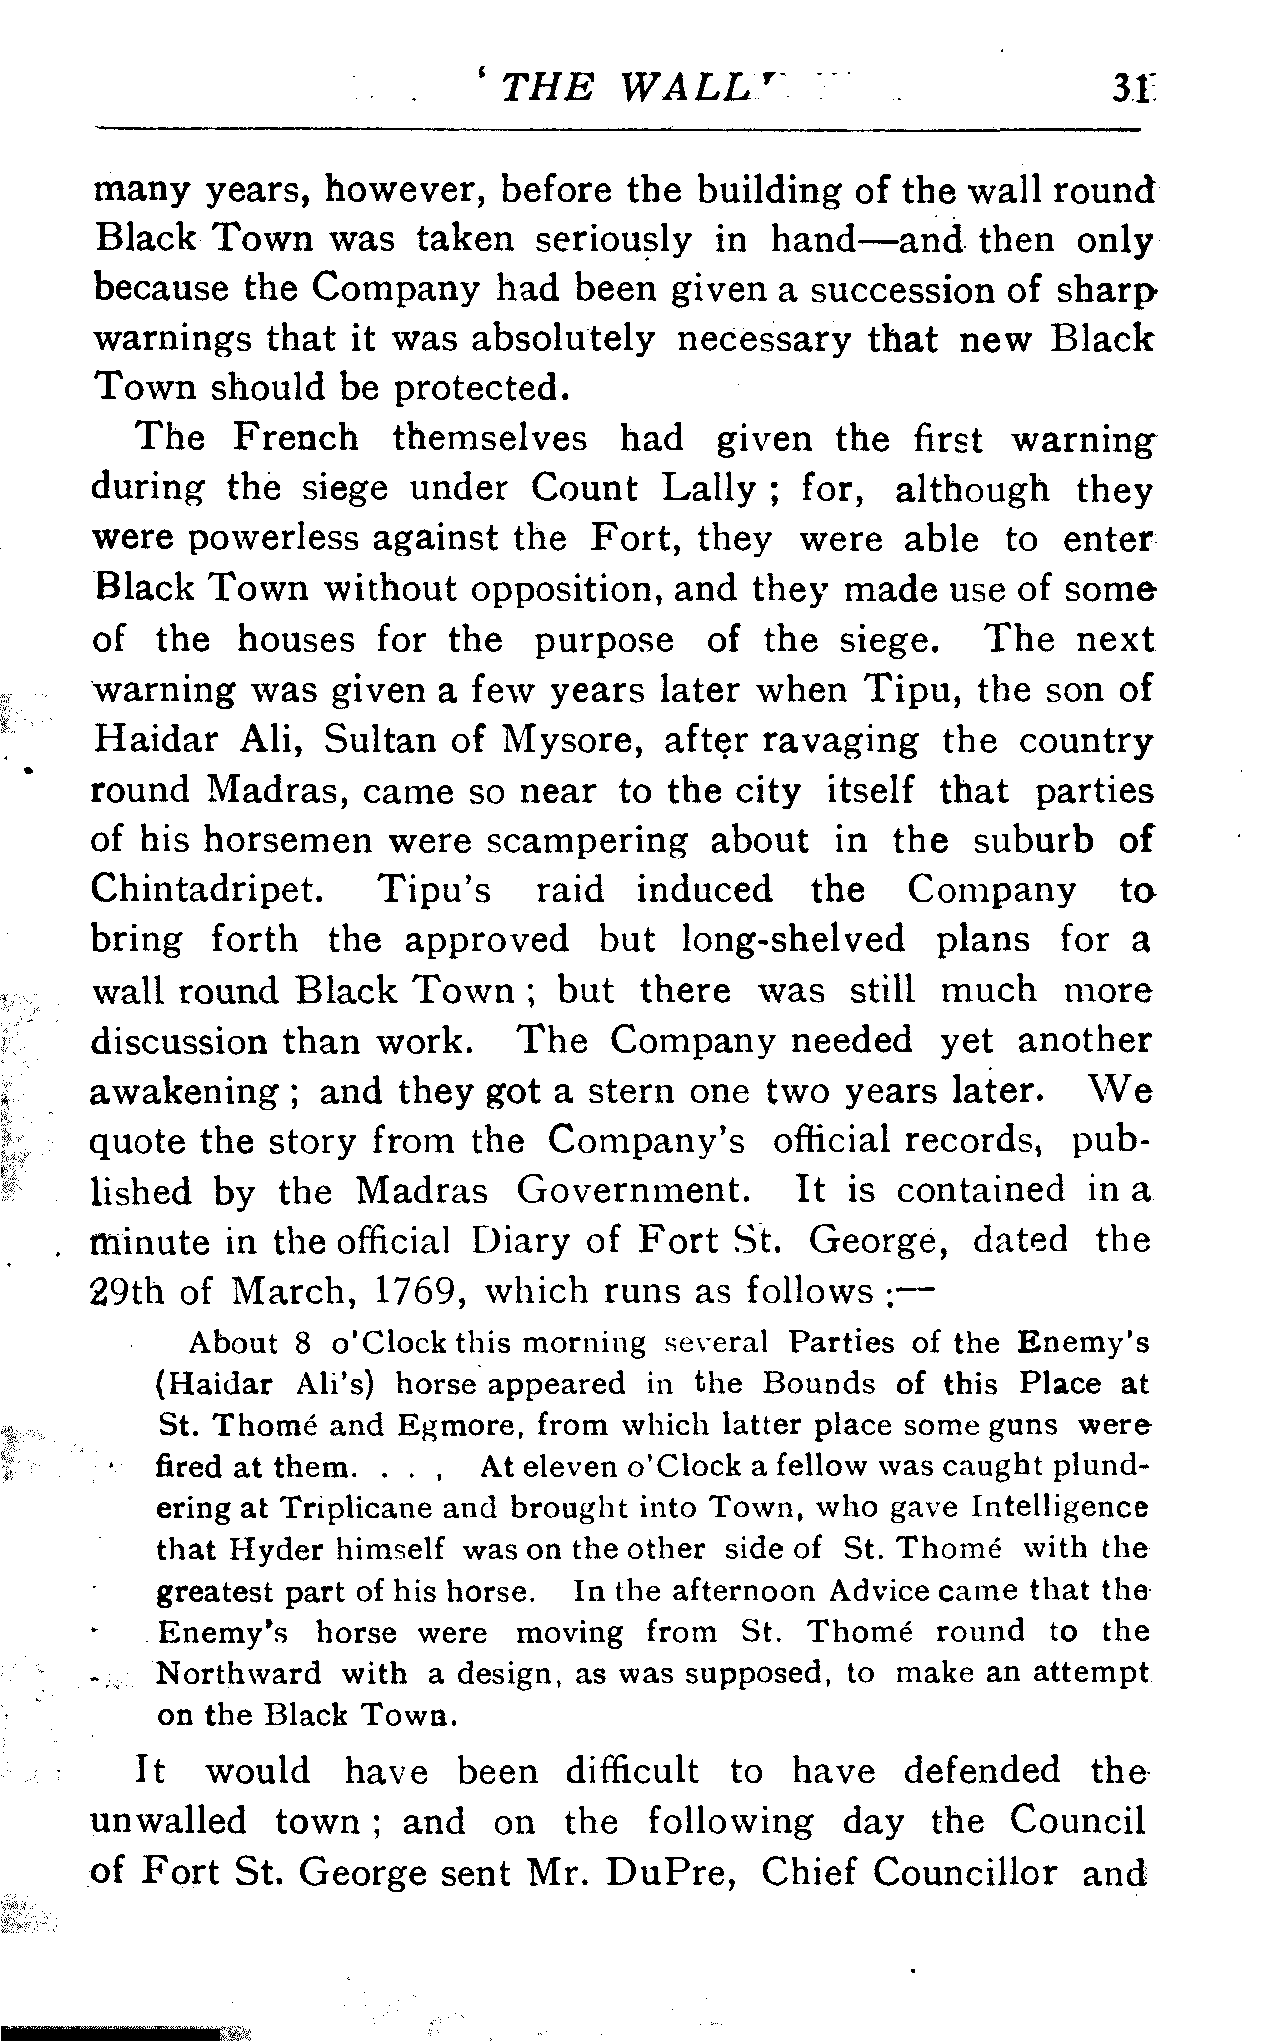 ‘ THE WALL ’ 31
many years, however, before the building of the wall round
Black Town was taken seriously in hand—and then only
because the Company had been given a succession of sharp
warnings that it was absolutely necessary that new Black
Town should be protected.
The French themselves had given the first warning
during the siege under Count Lally ; for, although they
were powerless against the Fort, they were able to enter
Black Town without opposition, and they made use of some
of the houses for the purpose of the siege. The next
warning was given a few years later when Tipu, the son of
Haidar Ali, Sultan of Mysore, after ravaging the country
round Madras, came so near to the city itself that parties
of his horsemen were scampering about in the suburb of
Chintadripet. Tipu's raid induced the Company to
bring forth the approved but long-shelved plans for a
wall round Black Town ; but there was still much more
discussion than work. The Company needed yet another
awakening ; and they got a stern one two years later. We
quote the story from the Company's official records, pub-
lished by the Madras Government. It is contained in a
minute in the official Diary of Fort St. George, dated the
29th of March, 1769, which runs as follows :—
About 8 o'Clock this morning several Parties of the Enemy's
(Haidar Ali's) horse appeared in the Bounds of this Place at
St. Thomé and Egmore, from which latter place some guns were
fired at them. . . , At eleven o'Clock a fellow was caught plund-
ering at Triplicane and brought into Town, who gave Intelligence
that Hyder himself was on the other side of St. Thomé with the
greatest part of his horse. In the afternoon Advice came that the
Enemy's horse were moving from St. Thomé round to the
Northward with a design, as was supposed, to make an attempt
on the Black Town.
It would have been difficult to have defended the
unwalled town ; and on the following day the Council
of Fort St. George sent Mr. DuPre, Chief Councillor and